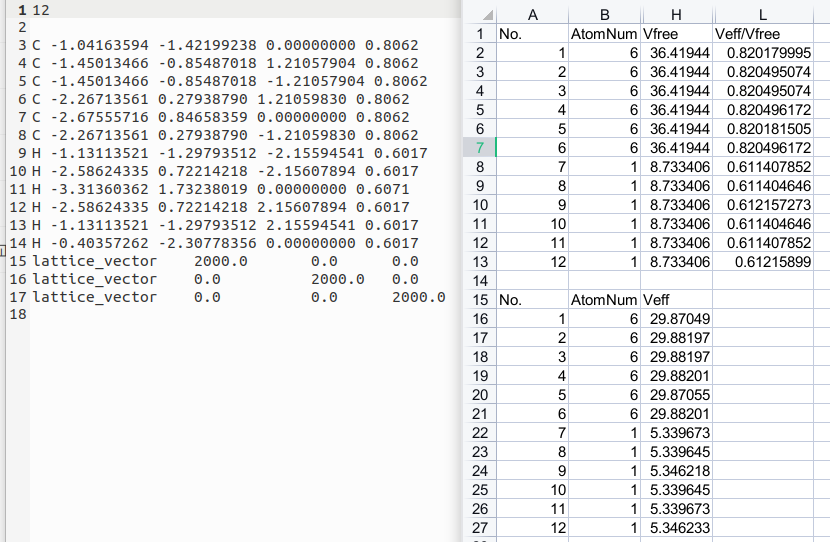 1 12
2
3 C -1.04163594 -1.42199238 0.00000000 0.8062
4 C -1.45013466 -0.85487018 1.21057904 0.8062
5 C -1.45013466 -0.85487018 -1.21057904 0.8062
6 C -2.26713561 0.27938790 1.21059830 0.8062
7 C -2.67555716 0.84658359 0.00000000 0.8062
8 C -2.26713561 0.27938790 -1.21059830 0.8062
9 H -1.13113521 -1.29793512 -2.15594541 0.6017
10 H -2.58624335 0.72214218 -2.15607894 0.6017
11 H -3.31360362 1.73238019 0.00000000 0.6071
12 H -2.58624335 0.72214218 2.15607894 0.6017
13 H -1.13113521 -1.29793512 2.15594541 0.6017
14 H -0.40357262 -2.30778356 0.00000000 0.6017
15 lattice_vector 2000.0 0.0 0.0
16 lattice_vector 0.0 2000.0 0.0
17 lattice_vector 0.0 0.0 2000.0
18
A B H L
1 No. AtomNum Vfree Veff/Vfree
2 1 6 36.41944 0.820179995
3 2 6 36.41944 0.820495074
4 3 6 36.41944 0.820495074
5 4 6 36.41944 0.820496172
6 5 6 36.41944 0.820181505
7 6 6 36.41944 0.820496172
8 7 1 8.733406 0.611407852
9 8 1 8.733406 0.611404646
10 9 1 8.733406 0.612157273
11 10 1 8.733406 0.611404646
12 11 1 8.733406 0.611407852
13 12 1 8.733406 0.61215899
14
15 No. AtomNum Veff
16 1 6 29.87049
17 2 6 29.88197
18 3 6 29.88197
19 4 6 29.88201
20 5 6 29.87055
21 6 6 29.88201
22 7 1 5.339673
23 8 1 5.339645
24 9 1 5.346218
25 10 1 5.339645
26 11 1 5.339673
27 12 1 5.346233